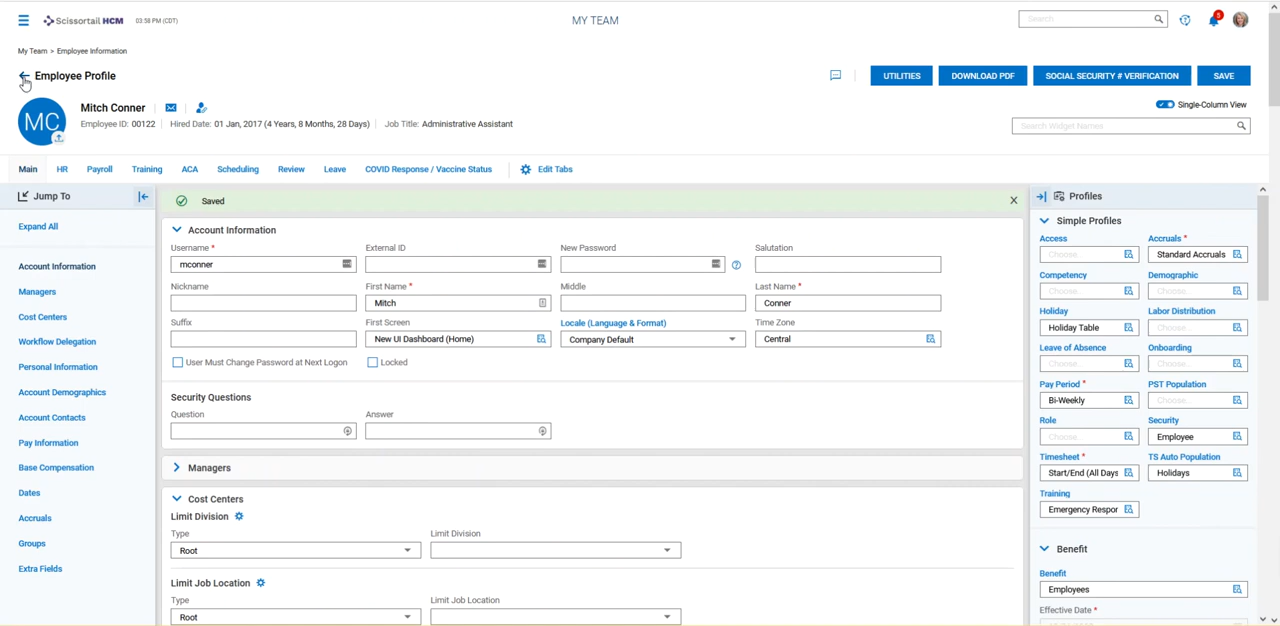 Scissortail HCM 03:58 PM (CDT) MY TEAM Search 5
My Team > Employee Information
Employee Profile UTILITIES DOWNLOAD PDF SOCIAL SECURITY # VERIFICATION SAVE
MC Mitch Conner Single-Column View
Employee ID: 00122 Hired Date: 01 Jan, 2017 (4 Years, 8 Months, 28 Days) Job Title: Administrative Assistant Search Widget Names
Main HR Payroll Training ACA Scheduling Review Leave COVID Response / Vaccine Status Edit Tabs
Jump To
Expand All
Account Information
Managers
Cost Centers
Workflow Delegation
Personal Information
Account Demographics
Account Contacts
Pay Information
Base Compensation
Dates
Accruals
Groups
Extra Fields
Saved
Account Information
Username * External ID New Password Salutation
mconner
Nickname First Name * Middle Last Name *
Mitch Conner
Suffix First Screen Locale (Language & Format) Time Zone
New UI Dashboard (Home) Company Default Central
User Must Change Password at Next Logon Locked
Security Questions
Question Answer
Managers
Cost Centers
Limit Division
Type Limit Division
Root
Limit Job Location
Type Limit Job Location
Root
Profiles
Simple Profiles
Access Accruals *
Choose... Standard Accruals
Competency Demographic
Choose... Choose...
Holiday Labor Distribution
Holiday Table Choose...
Leave of Absence Onboarding
Choose... Choose...
Pay Period * PST Population
Bi-Weekly Choose...
Role Security
Choose... Employee
Timesheet * TS Auto Population
Start/End (All Days Holidays
Training
Emergency Respor
Benefit
Benefit
Employees
Effective Date *